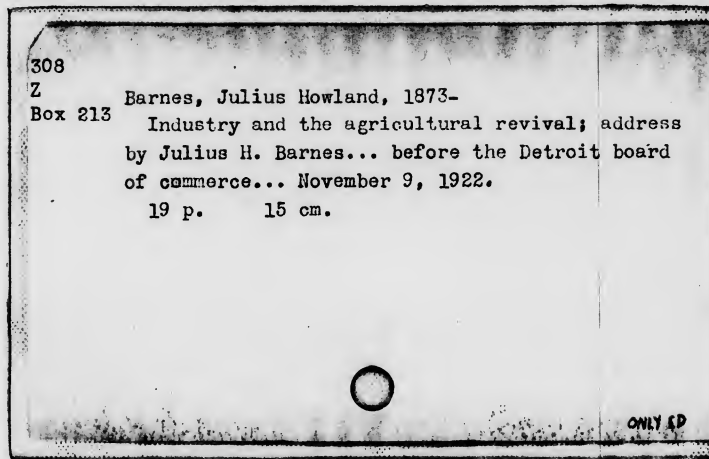 308
Z
Box 213
Barnes, Julius Howland, 1873-
Industry and the agricultural revival; address
by Julius H. Barnes... before the Detroit board
of commerce... November 9, 1922.
19 p. 15 cm.
ONLY ED